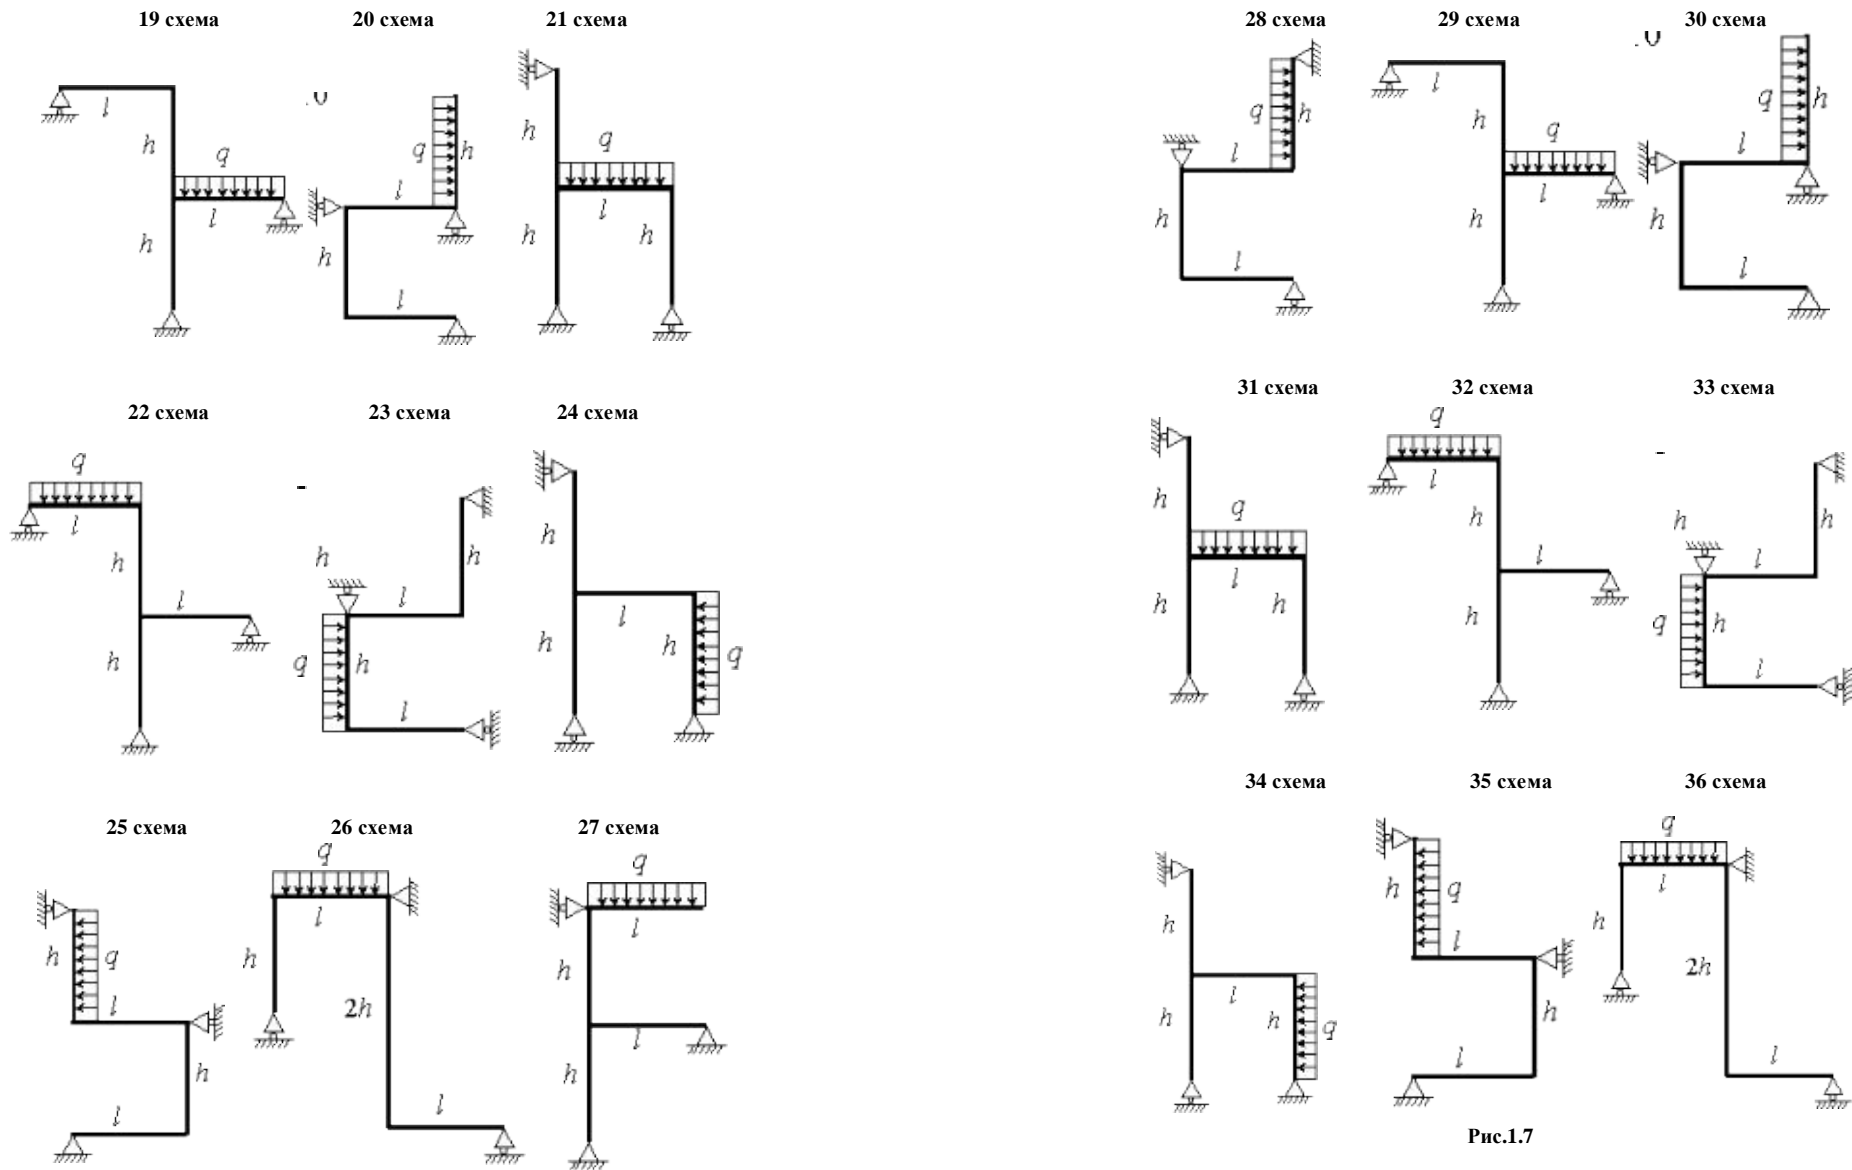 19 схема 20 схема 21 схема
l h q l h
q h l l
h q l h h
22 схема 23 схема 24 схема
q l h l h
h l h q l
h h l h q
25 схема 26 схема 27 схема
h q l h l
q l h 2h l
q l h l h
28 схема 29 схема 30 схема
q h l h l
l h q l h
q h l h l
31 схема 32 схема 33 схема
h q l h h
q l h l h
h l h q h l
34 схема 35 схема 36 схема
h l h h q
h q l h l
q l h 2h l
Рис.1.7